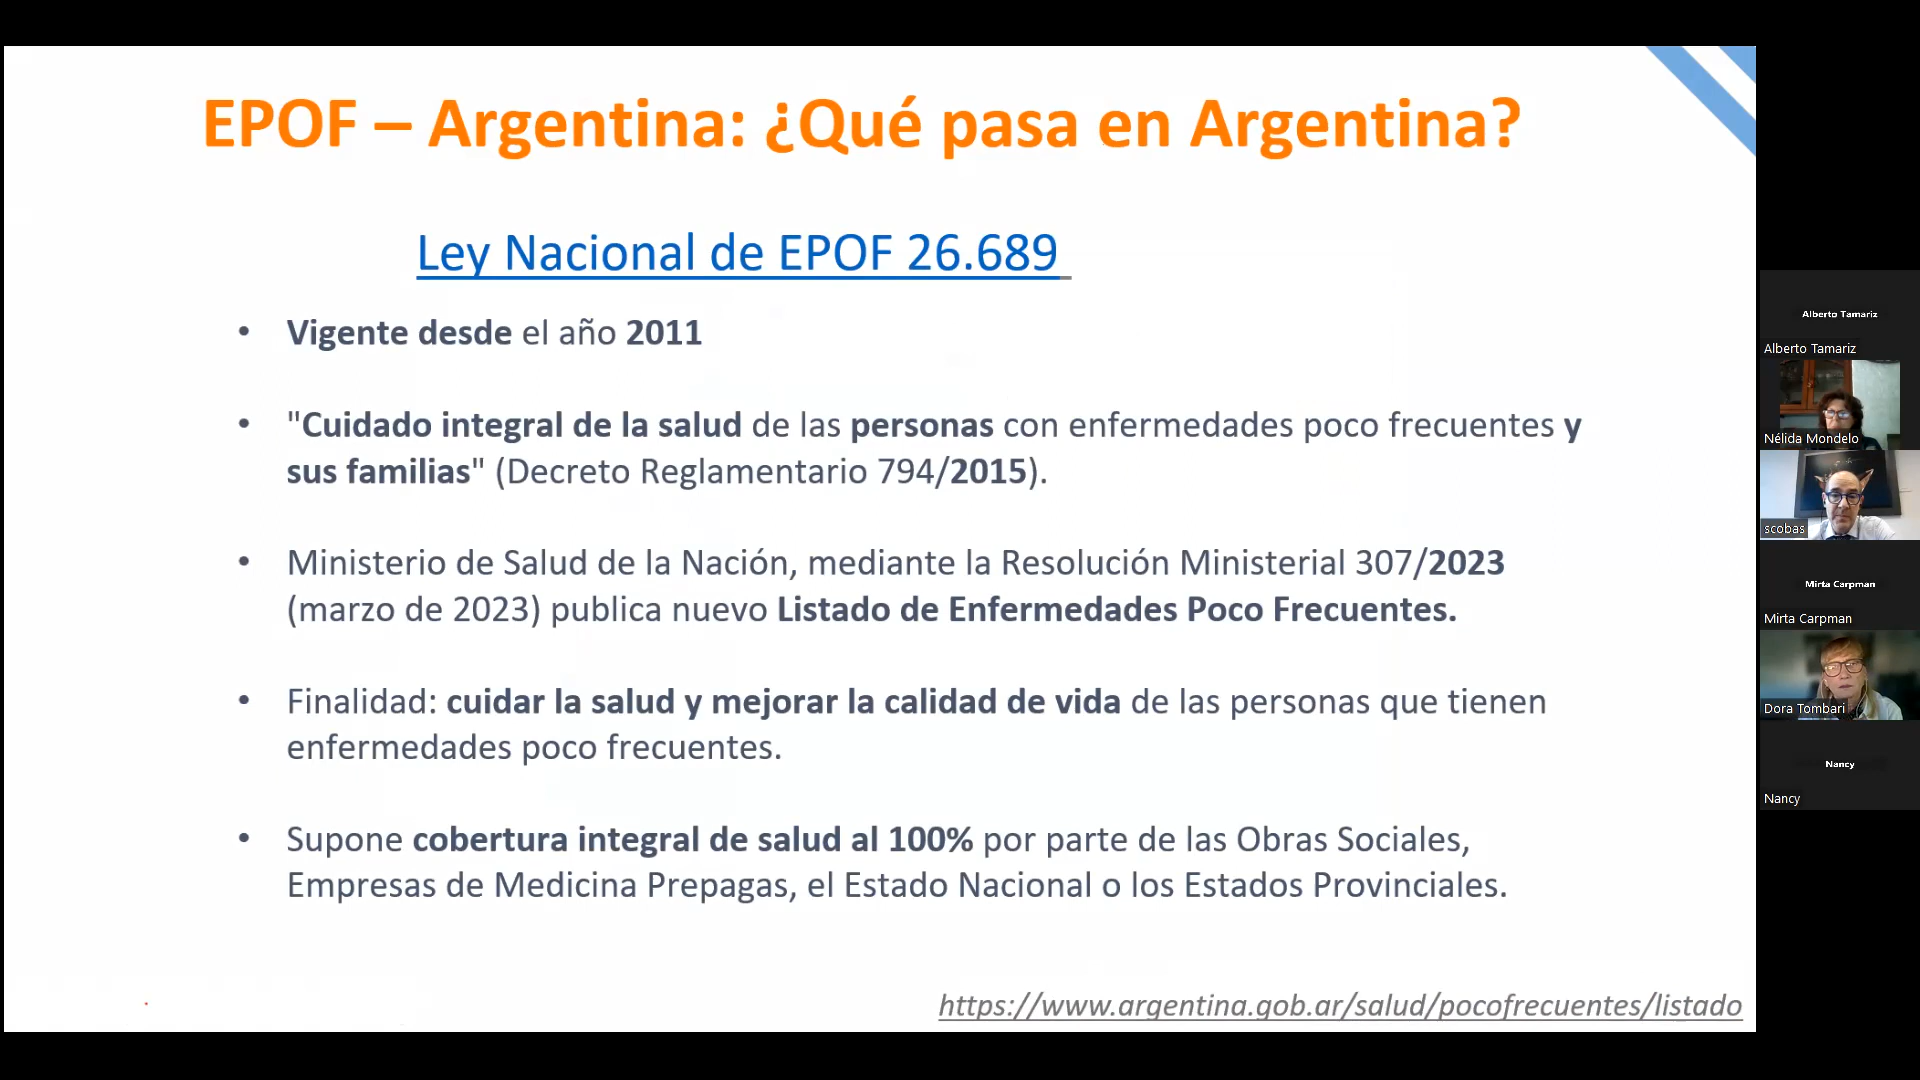 EPOF – Argentina: ¿Qué pasa en Argentina?
Ley Nacional de EPOF 26.689
• Vigente desde el año 2011
• "Cuidado integral de la salud de las personas con enfermedades poco frecuentes y
sus familias" (Decreto Reglamentario 794/2015).
• Ministerio de Salud de la Nación, mediante la Resolución Ministerial 307/2023
(marzo de 2023) publica nuevo Listado de Enfermedades Poco Frecuentes.
• Finalidad: cuidar la salud y mejorar la calidad de vida de las personas que tienen
enfermedades poco frecuentes.
• Supone cobertura integral de salud al 100% por parte de las Obras Sociales,
Empresas de Medicina Prepagas, el Estado Nacional o los Estados Provinciales.
https://www.argentina.gob.ar/salud/pocofrecuentes/listado
Alberto Tamariz
Alberto Tamariz
Nélida Mondelo
scobas
Mirta Carpman
Mirta Carpman
Dora Tombari
Nancy
Nancy